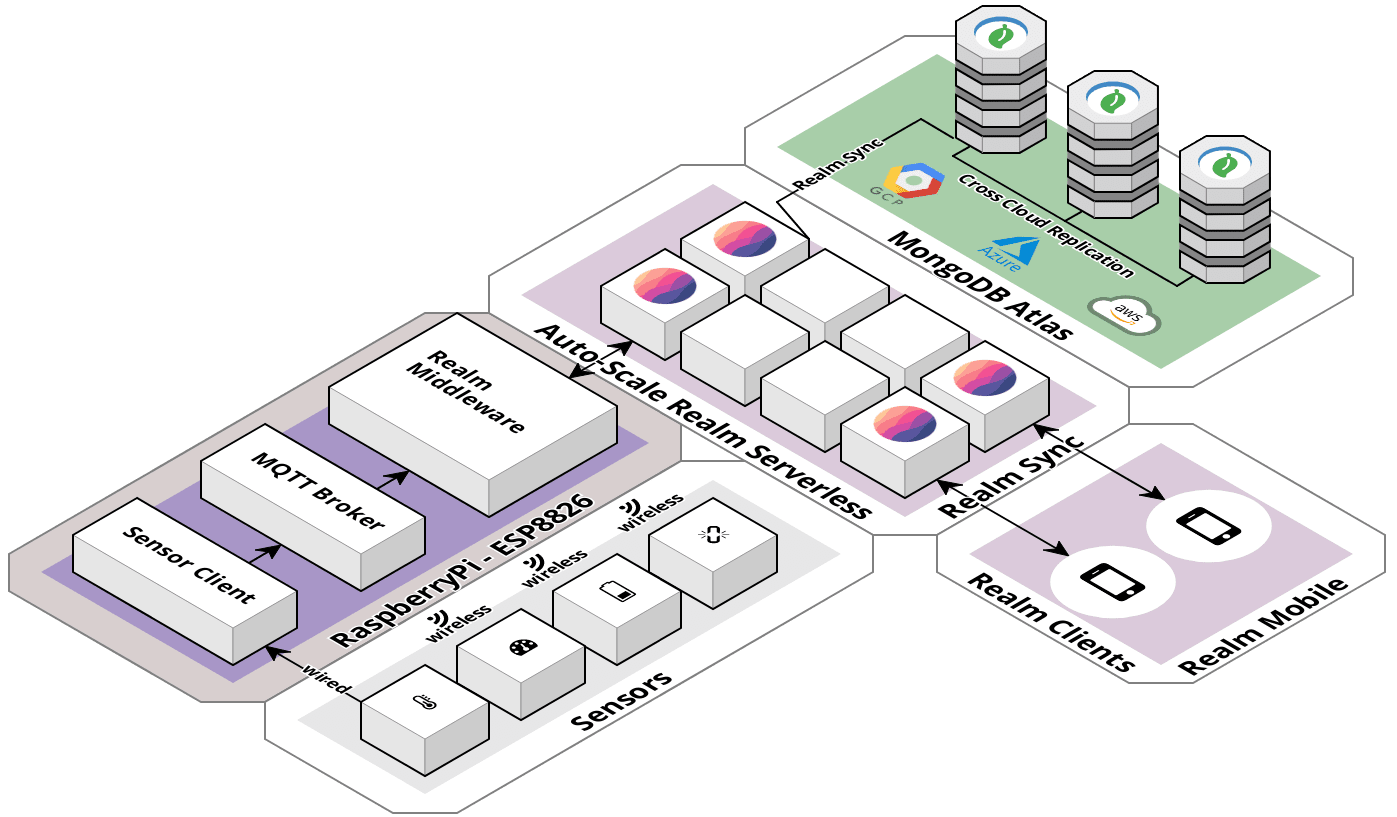 Realm-Sync
GCP
Cross Cloud Replication
Azure
aws
MongoDB Atlas
Auto-Scale Realm Serverless
Realm
Middleware
MQTT Broker
Sensor Client
RaspberryPi - ESP8826
wireless
wireless
wireless
wired
Sensors
Realm Sync
Realm Clients
Realm Mobile